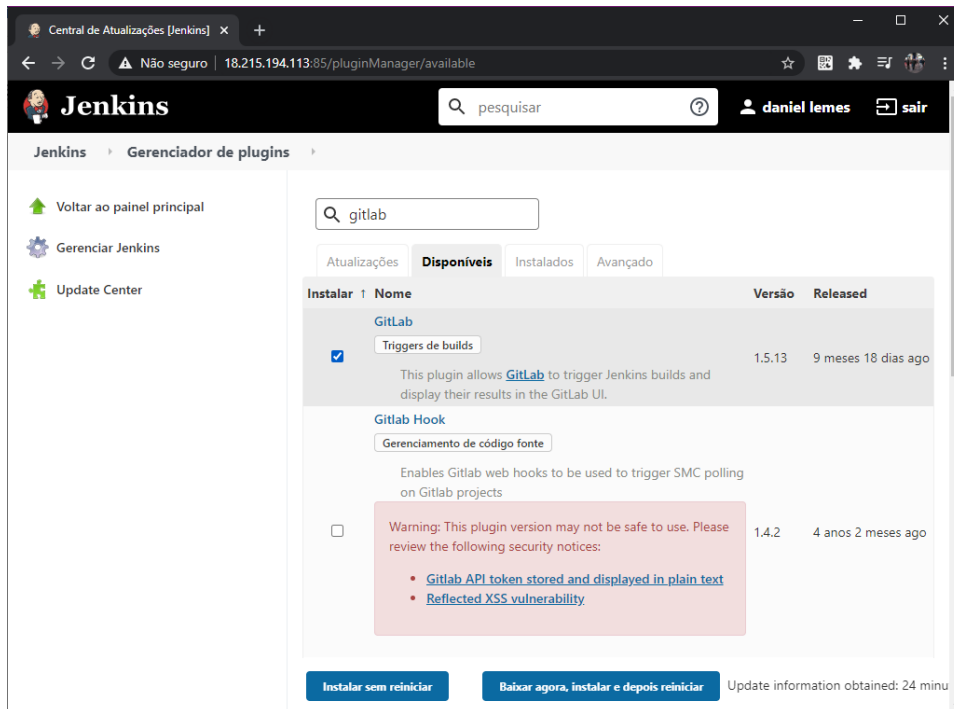 Central de Atualizações [Jenkins]
Não seguro | 18.215.194.113:85/pluginManager/available
Jenkins
pesquisar
daniel lemes
sair
Jenkins
Gerenciador de plugins
Voltar ao painel principal
Gerenciar Jenkins
Update Center
gitlab
Atualizações
Disponíveis
Instalados
Avançado
Instalar ↑ Nome Versão Released
GitLab
Triggers de builds
This plugin allows GitLab to trigger Jenkins builds and
display their results in the GitLab UI.
1.5.13
9 meses 18 dias ago
Gitlab Hook
Gerenciamento de código fonte
Enables Gitlab web hooks to be used to trigger SMC polling
on Gitlab projects
Warning: This plugin version may not be safe to use. Please
review the following security notices:
Gitlab API token stored and displayed in plain text
Reflected XSS vulnerability
1.4.2
4 anos 2 meses ago
Instalar sem reiniciar
Baixar agora, instalar e depois reiniciar
Update information obtained: 24 minu